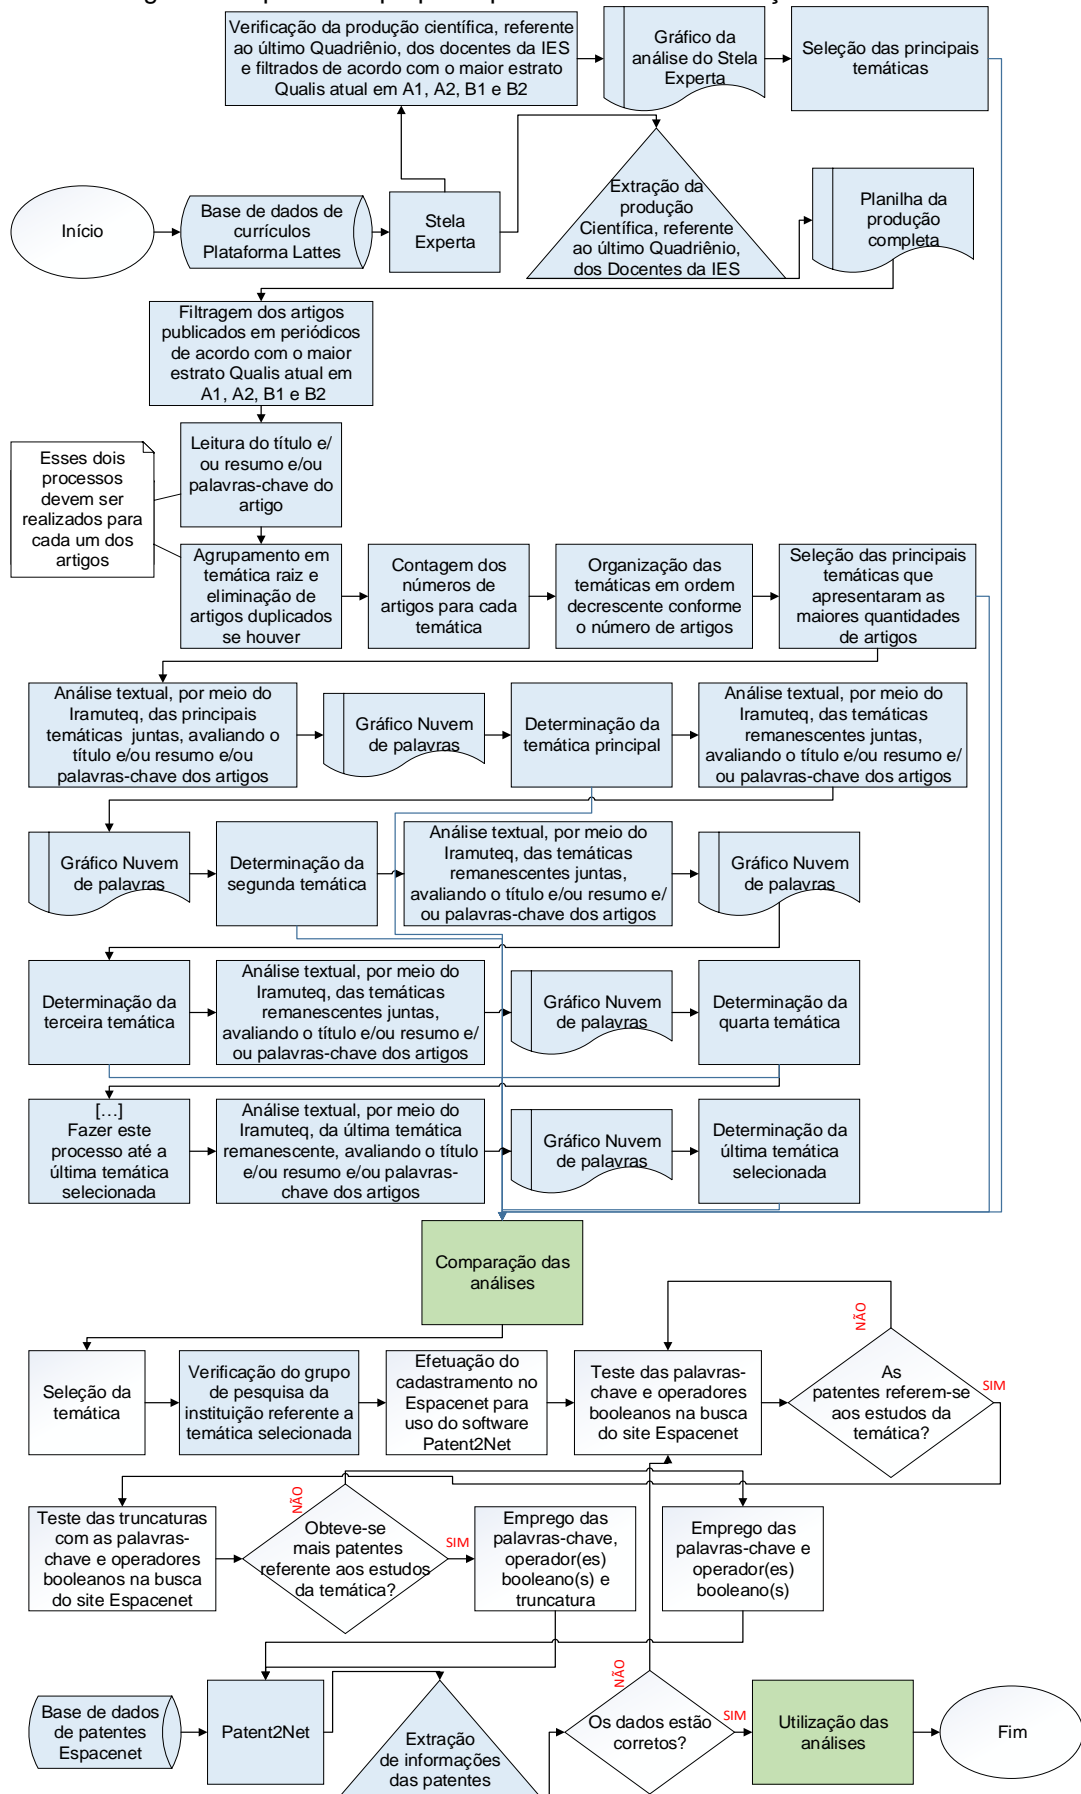 Verificação da produção científica, referente
ao último Quadriênio, dos docentes da IES
e filtrados de acordo com o maior estrato
Qualis atual em A1, A2, B1 e B2
Gráfico da
análise do Stela
Experta
Seleção das principais
temáticas
Início
Base de dados de
currículos
Plataforma Lattes
Stela
Experta
Extração da
produção
Científica, referente
ao último Quadriênio,
dos Docentes da IES
Planilha da
produção
completa
Filtragem dos artigos
publicados em periódicos
de acordo com o maior
estrato Qualis atual em
A1, A2, B1 e B2
Esses dois
processos
devem ser
realizados para
cada um dos
artigos
Leitura do título e/
ou resumo e/ou
palavras-chave do
artigo
Agrupamento em
temática raiz e
eliminação de
artigos duplicados
se houver
Contagem dos
números de
artigos para cada
temática
Organização das
temáticas em ordem
decrescente conforme
o número de artigos
Seleção das principais
temáticas que
apresentaram as
maiores quantidades
de artigos
Análise textual, por meio do
Iramuteq, das principais
temáticas juntas, avaliando o
título e/ou resumo e/ou
palavras-chave dos artigos
Gráfico Nuvem
de palavras
Determinação da
temática principal
Análise textual, por meio do
Iramuteq, das temáticas
remanescentes juntas,
avaliando o título e/ou resumo e/
ou palavras-chave dos artigos
Gráfico Nuvem
de palavras
Determinação da
segunda temática
Análise textual, por meio do
Iramuteq, das temáticas
remanescentes juntas,
avaliando o título e/ou resumo e/
ou palavras-chave dos artigos
Gráfico Nuvem
de palavras
Determinação da
terceira temática
Análise textual, por meio do
Iramuteq, das temáticas
remanescentes juntas,
avaliando o título e/ou resumo e/
ou palavras-chave dos artigos
Gráfico Nuvem
de palavras
Determinação da
quarta temática
[...]
Fazer este
processo até a
última temática
selecionada
Análise textual, por meio do
Iramuteq, da última temática
remanescente, avaliando o título
e/ou resumo e/ou palavras-
chave dos artigos
Gráfico Nuvem
de palavras
Determinação da
última temática
selecionada
Comparação das
análises
Seleção da
temática
Verificação do grupo
de pesquisa da
instituição referente a
temática selecionada
Efetuação do
cadastramento no
Espacenet para
uso do software
Patent2Net
Teste das palavras-
chave e operadores
booleanos na busca
do site Espacenet
NÃO
As
patentes referem-se
aos estudos da
temática?
SIM
Teste das truncaturas
com as palavras-
chave e operadores
booleanos na busca
do site Espacenet
NÃO
Obteve-se
mais patentes
referente aos estudos
da temática?
SIM
Emprego das
palavras-chave,
operador(es)
booleano(s) e
truncatura
Emprego das
palavras-chave e
operador(es)
booleano(s)
Base de dados
de patentes
Espacenet
Patent2Net
Extração
de informações
das patentes
NÃO
Os dados estão
corretos?
SIM
Utilização das
análises
Fim